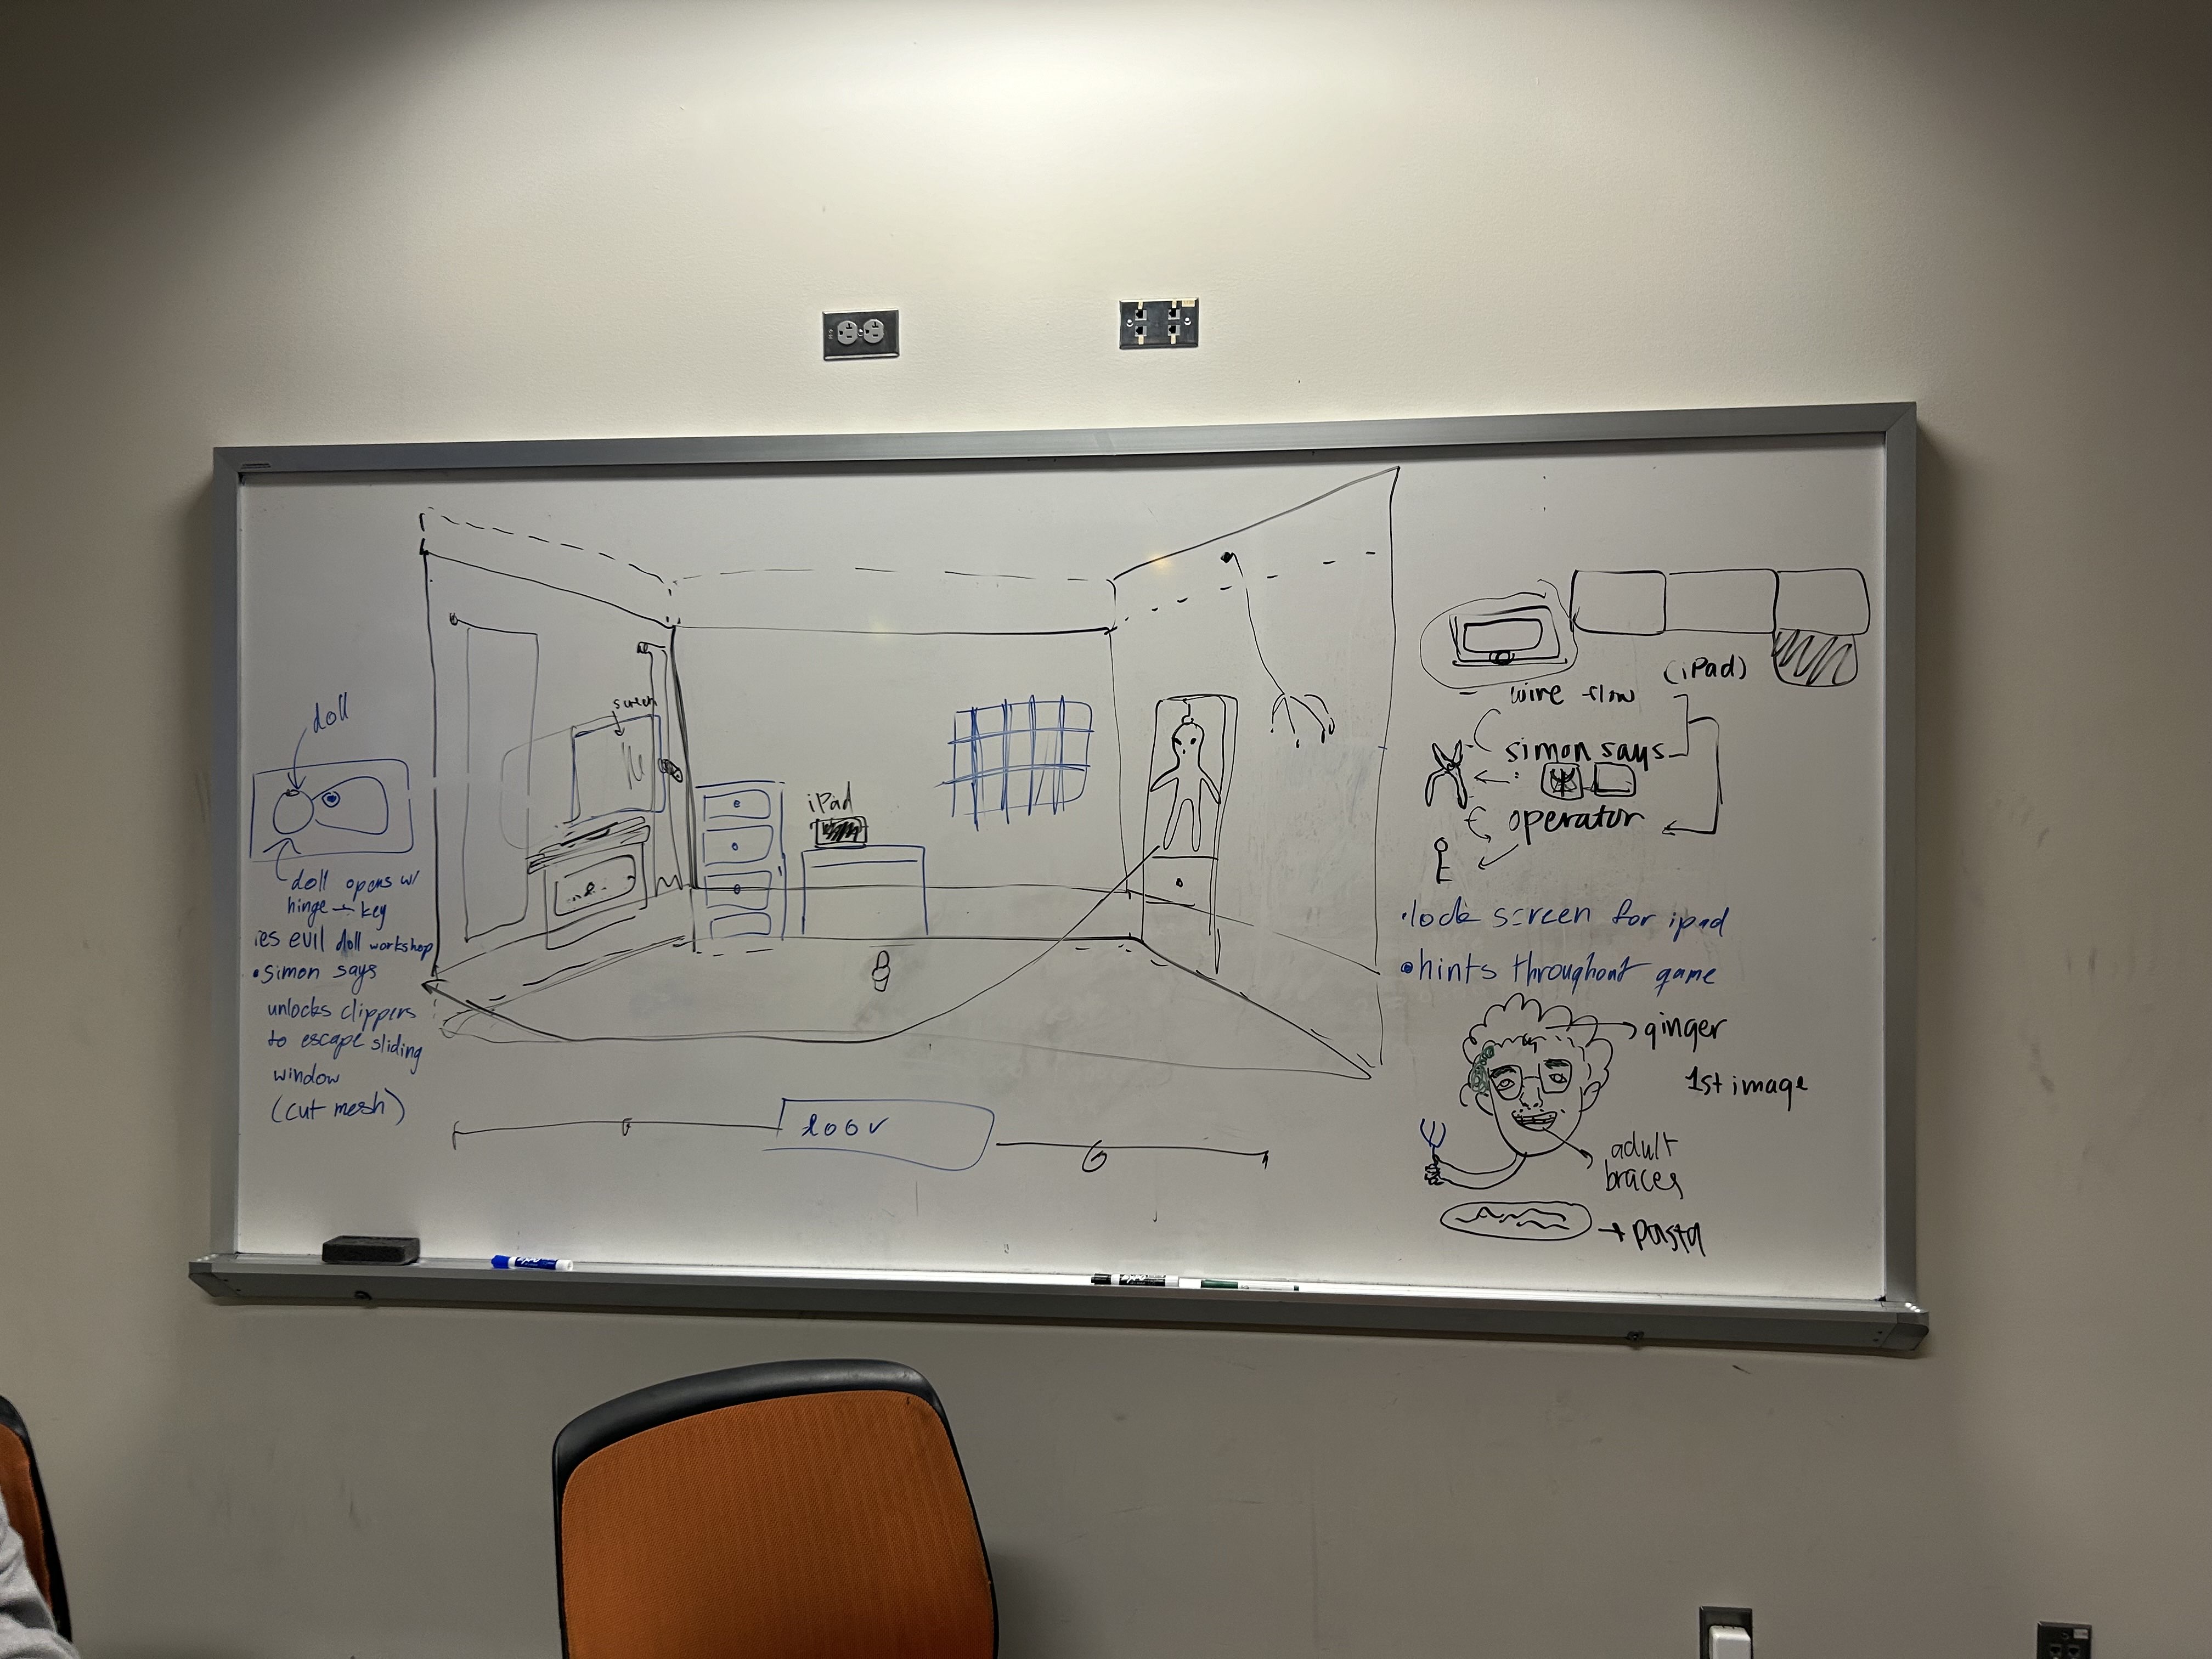 doll
doll opens w/
hinge → key
ies evil doll workshop
•simon says
unlocks clippers
to escape sliding
window
(cut mesh)
screen
iPad
(iPad)
wire flow
simon says
operator
•lock screen for ipad
•hints throughout game
ginger
1st image
adult
braces
→ pasta